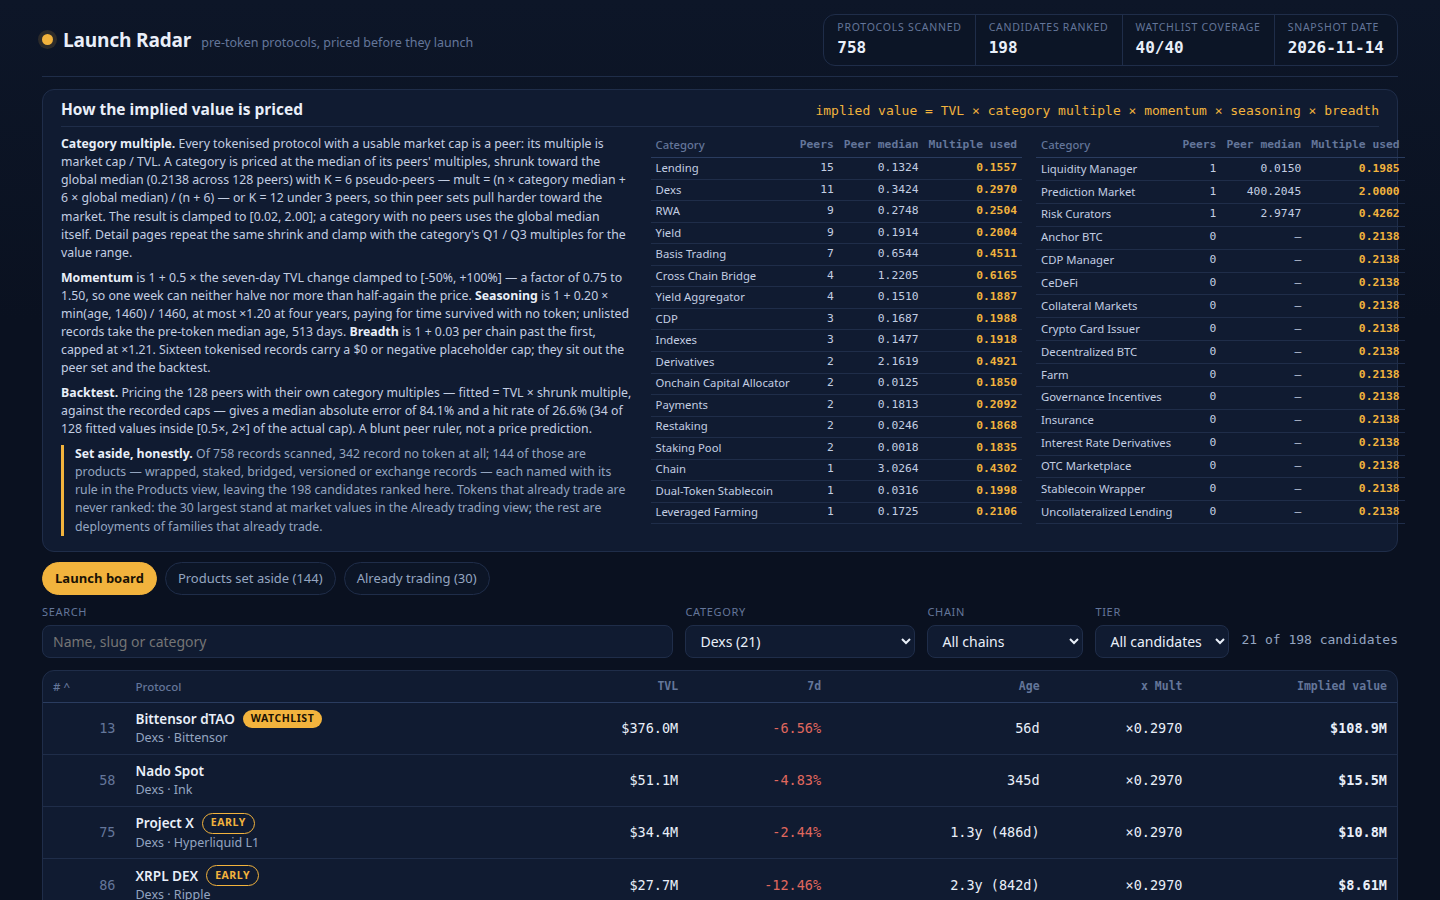 Launch Radar pre-token protocols, priced before they launch
PROTOCOLS SCANNED CANDIDATES RANKED WATCHLIST COVERAGE SNAPSHOT DATE
758 198 40/40 2026-11-14
How the implied value is priced
implied value = TVL × category multiple × momentum × seasoning × breadth
Category multiple. Every tokenised protocol with a usable market cap is a peer: its multiple is
market cap / TVL. A category is priced at the median of its peers' multiples, shrunk toward the
global median (0.2138 across 128 peers) with K = 6 pseudo-peers — mult = (n × category median +
6 × global median) / (n + 6) — or K = 12 under 3 peers, so thin peer sets pull harder toward the
market. The result is clamped to [0.02, 2.00]; a category with no peers uses the global median
itself. Detail pages repeat the same shrink and clamp with the category's Q1 / Q3 multiples for the
value range.
Momentum is 1 + 0.5 × the seven-day TVL change clamped to [-50%, +100%] — a factor of 0.75 to
1.50, so one week can neither halve nor more than half-again the price. Seasoning is 1 + 0.20 ×
min(age, 1460) / 1460, at most ×1.20 at four years, paying for time survived with no token; unlisted
records take the pre-token median age, 513 days. Breadth is 1 + 0.03 per chain past the first,
capped at ×1.21. Sixteen tokenised records carry a $0 or negative placeholder cap; they sit out the
peer set and the backtest.
Backtest. Pricing the 128 peers with their own category multiples — fitted = TVL × shrunk multiple,
against the recorded caps — gives a median absolute error of 84.1% and a hit rate of 26.6% (34 of
128 fitted values inside [0.5×, 2×] of the actual cap). A blunt peer ruler, not a price prediction.
Set aside, honestly. Of 758 records scanned, 342 record no token at all; 144 of those are
products — wrapped, staked, bridged, versioned or exchange records — each named with its
rule in the Products view, leaving the 198 candidates ranked here. Tokens that already trade are
never ranked: the 30 largest stand at market values in the Already trading view; the rest are
deployments of families that already trade.
Category Peers Peer median Multiple used
Lending 15 0.1324 0.1557
Dexs 11 0.3424 0.2970
RWA 9 0.2748 0.2504
Yield 9 0.1914 0.2004
Basis Trading 7 0.6544 0.4511
Cross Chain Bridge 4 1.2205 0.6165
Yield Aggregator 4 0.1510 0.1887
CDP 3 0.1687 0.1988
Indexes 3 0.1477 0.1918
Derivatives 2 2.1619 0.4921
Onchain Capital Allocator 2 0.0125 0.1850
Payments 2 0.1813 0.2092
Restaking 2 0.0246 0.1868
Staking Pool 2 0.0018 0.1835
Chain 1 3.0264 0.4302
Dual-Token Stablecoin 1 0.0316 0.1998
Leveraged Farming 1 0.1725 0.2106
Category Peers Peer median Multiple used
Liquidity Manager 1 0.0150 0.1985
Prediction Market 1 400.2045 2.0000
Risk Curators 1 2.9747 0.4262
Anchor BTC 0 — 0.2138
CDP Manager 0 — 0.2138
CeDeFi 0 — 0.2138
Collateral Markets 0 — 0.2138
Crypto Card Issuer 0 — 0.2138
Decentralized BTC 0 — 0.2138
Farm 0 — 0.2138
Governance Incentives 0 — 0.2138
Insurance 0 — 0.2138
Interest Rate Derivatives 0 — 0.2138
OTC Marketplace 0 — 0.2138
Stablecoin Wrapper 0 — 0.2138
Uncollateralized Lending 0 — 0.2138
Launch board Products set aside (144) Already trading (30)
SEARCH CATEGORY CHAIN TIER
Name, slug or category Dexs (21) All chains All candidates 21 of 198 candidates
# ^ Protocol TVL 7d Age x Mult Implied value
13 Bittensor dTAO WATCHLIST $376.0M -6.56% 56d ×0.2970 $108.9M
Dexs · Bittensor
58 Nado Spot $51.1M -4.83% 345d ×0.2970 $15.5M
Dexs · Ink
75 Project X EARLY $34.4M -2.44% 1.3y (486d) ×0.2970 $10.8M
Dexs · Hyperliquid L1
86 XRPL DEX EARLY $27.7M -12.46% 2.3y (842d) ×0.2970 $8.61M
Dexs · Ripple